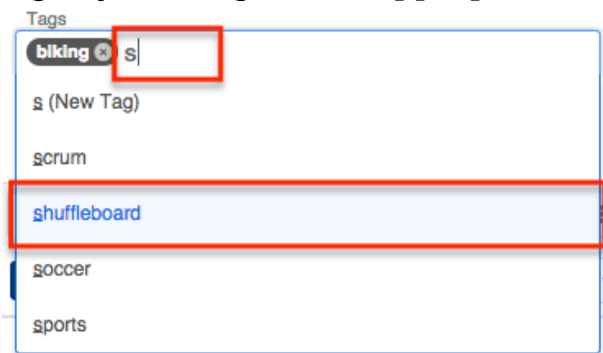 Tags
biking s
s (New Tag)
scrum
shuffleboard
soccer
sports